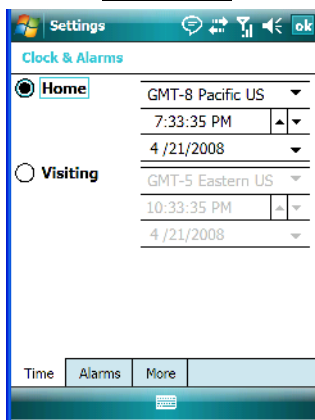 Settings ok
Clock & Alarms
Home GMT-8 Pacific US
7:33:35 PM
4 /21/2008
Visiting GMT-5 Eastern US
10:33:35 PM
4 /21/2008
Time Alarms More